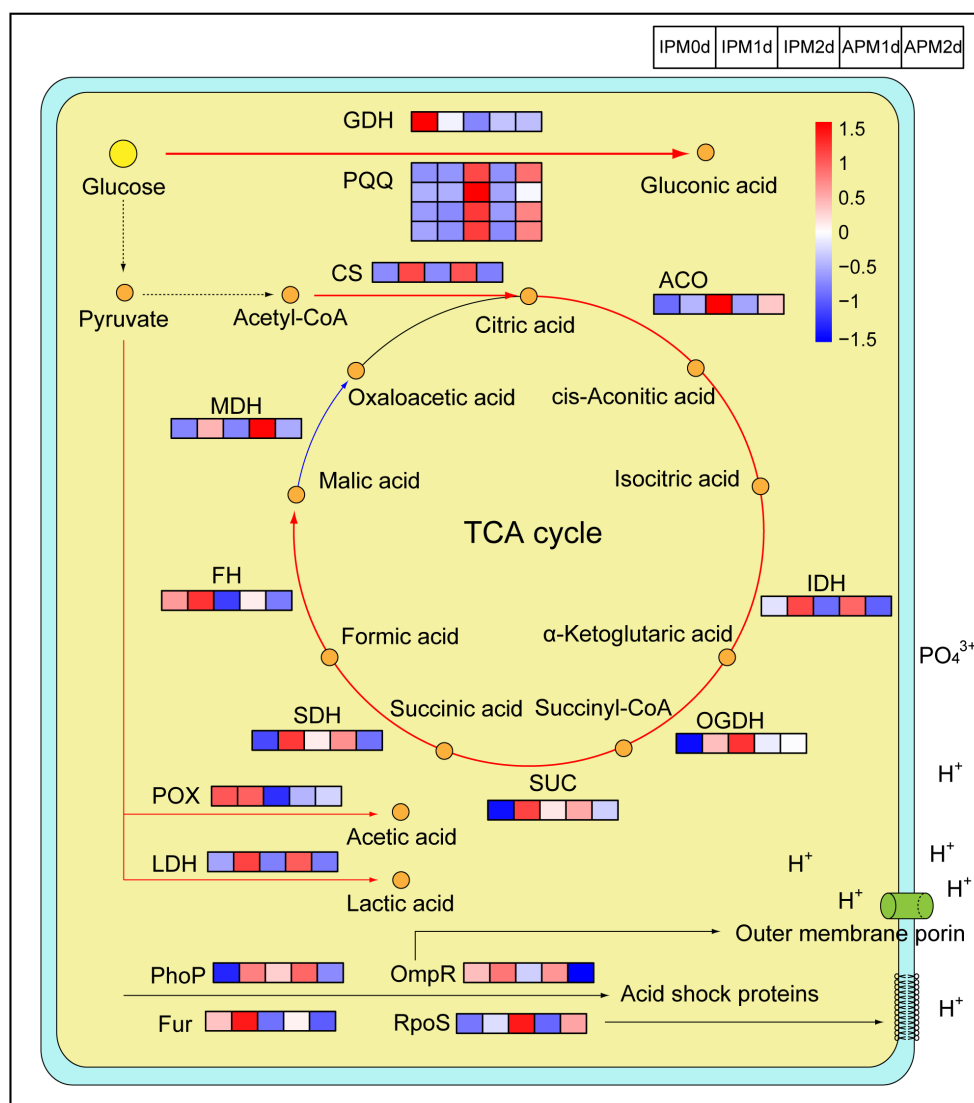 IPM0d IPM1d IPM2d APM1d APM2d
GDH
1.5
1
0.5
0
−0.5
−1
−1.5
Glucose
PQQ
Gluconic acid
CS
ACO
Pyruvate
Acetyl-CoA
Citric acid
Oxaloacetic acid
cis-Aconitic acid
MDH
Malic acid
Isocitric acid
TCA cycle
FH
IDH
Formic acid
α-Ketoglutaric acid
PO₄³⁺
SDH
Succinic acid
Succinyl-CoA
OGDH
H⁺
POX
SUC
Acetic acid
LDH
H⁺
H⁺
H⁺
H⁺
Lactic acid
Outer membrane porin
PhoP
OmpR
Acid shock proteins
H⁺
Fur
RpoS